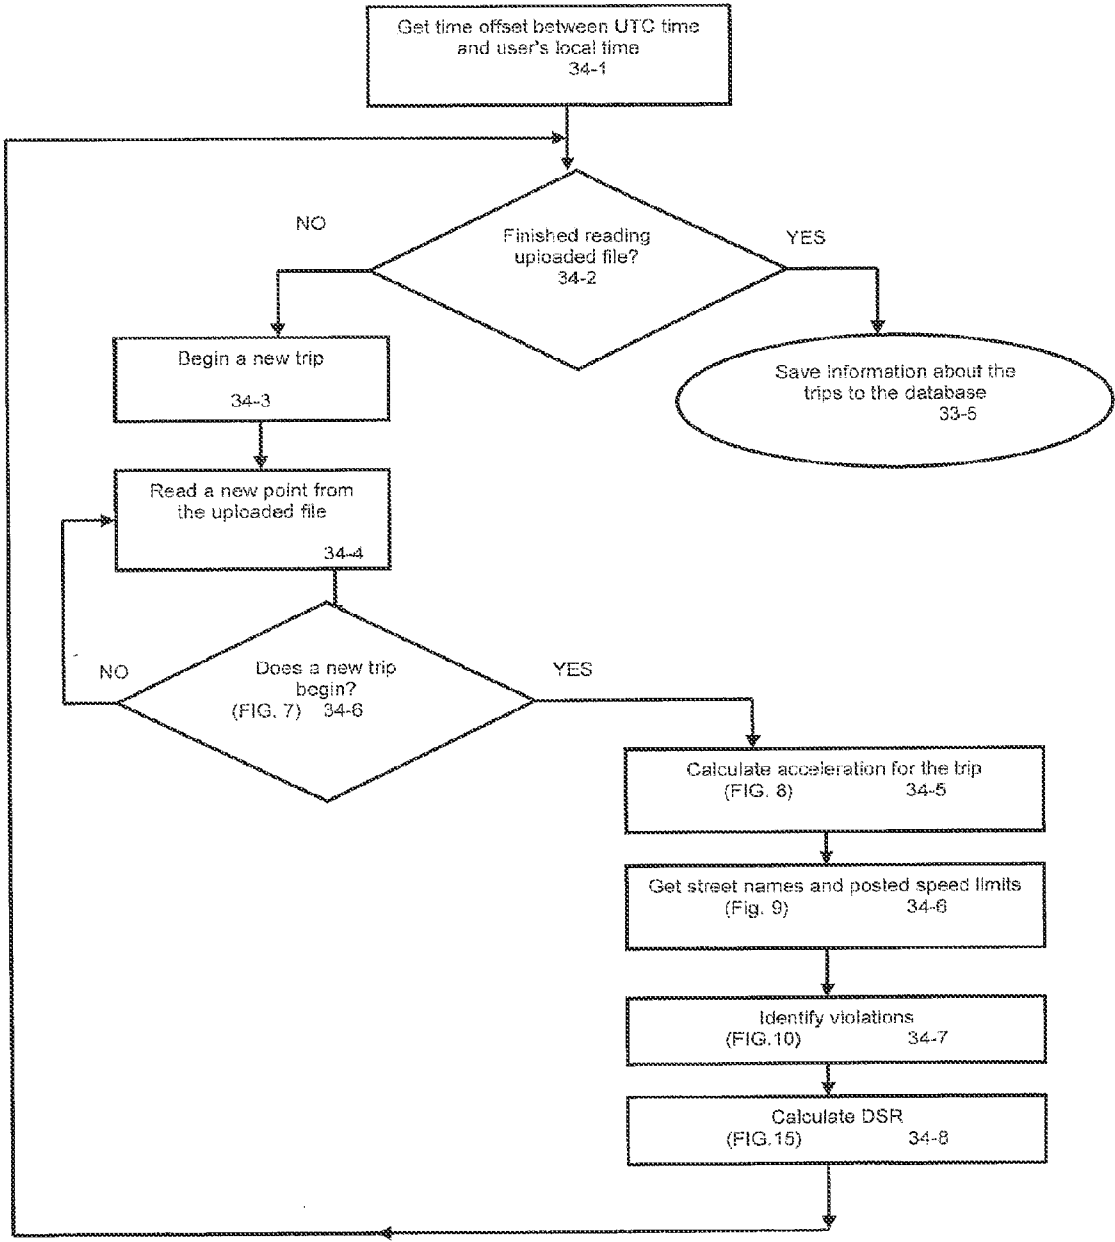 Get time offset between UTC time
and user's local time
34-1
NO
Finished reading
uploaded file?
34-2
YES
Begin a new trip
34-3
Save information about the
trips to the database
33-5
Read a new point from
the uploaded file
34-4
NO
Does a new trip
begin?
(FIG. 7) 34-6
YES
Calculate acceleration for the trip
(FIG. 8) 34-5
Get street names and posted speed limits
(Fig. 9) 34-6
Identify violations
(FIG.10) 34-7
Calculate DSR
(FIG.15) 34-8